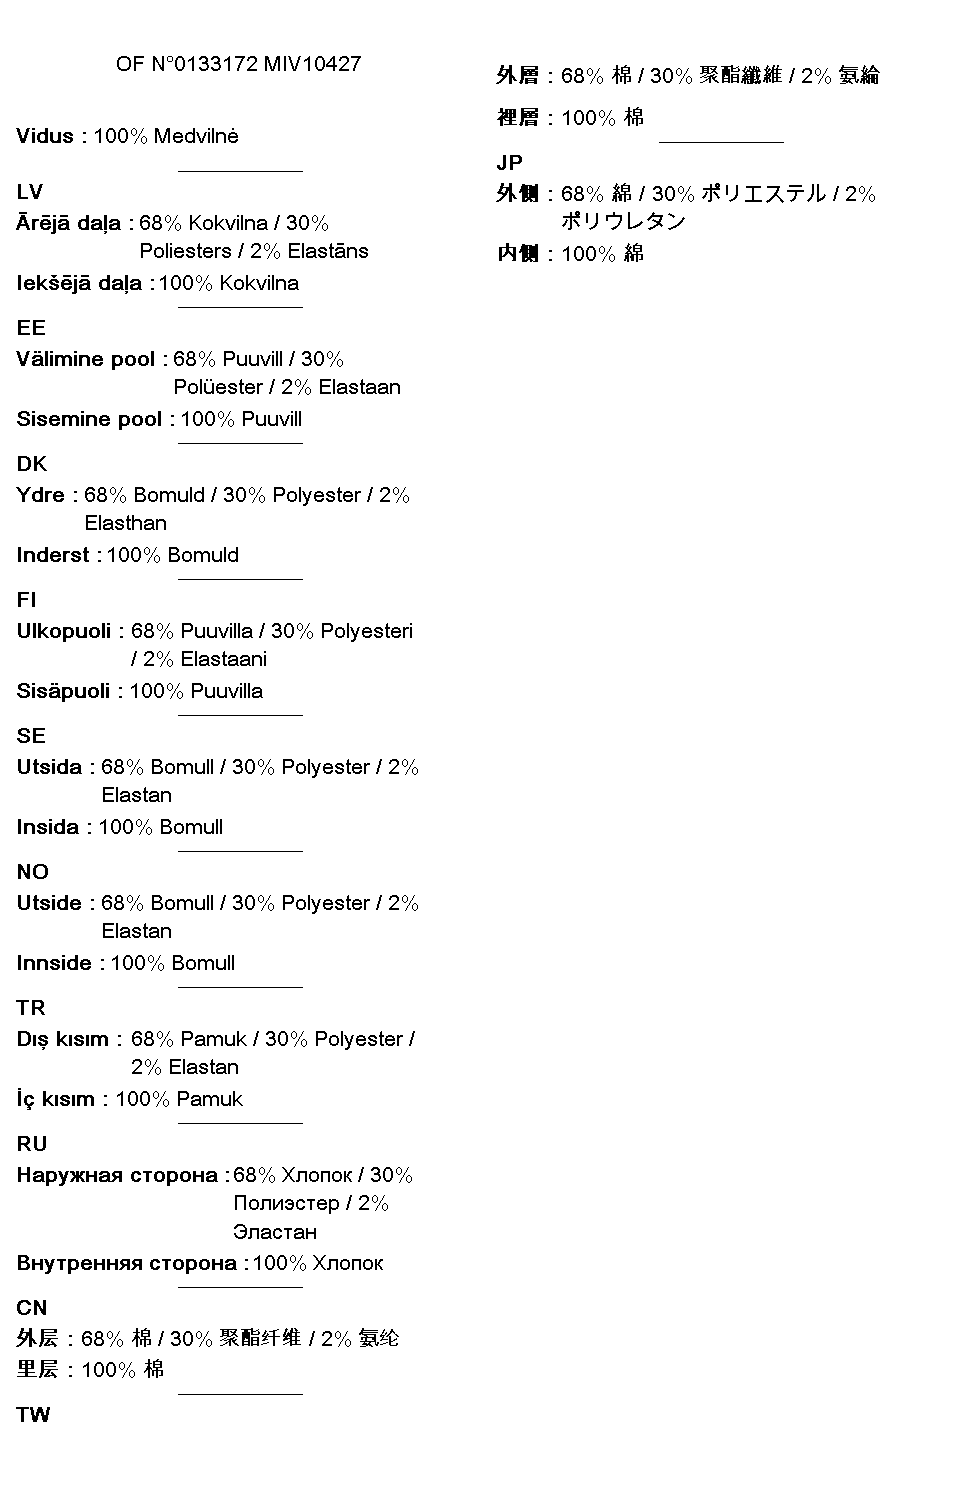 OF N°0133172 MIV10427
Vidus : 100% Medvilnė
LV
Ārējā daļa : 68% Kokvilna / 30%
Poliesters / 2% Elastāns
Iekšējā daļa : 100% Kokvilna
EE
Välimine pool : 68% Puuvill / 30%
Polüester / 2% Elastaan
Sisemine pool : 100% Puuvill
DK
Ydre : 68% Bomuld / 30% Polyester / 2%
Elasthan
Inderst : 100% Bomuld
FI
Ulkopuoli : 68% Puuvilla / 30% Polyesteri
/ 2% Elastaani
Sisäpuoli : 100% Puuvilla
SE
Utsida : 68% Bomull / 30% Polyester / 2%
Elastan
Insida : 100% Bomull
NO
Utside : 68% Bomull / 30% Polyester / 2%
Elastan
Innside : 100% Bomull
TR
Dış kısım : 68% Pamuk / 30% Polyester /
2% Elastan
İç kısım : 100% Pamuk
RU
Наружная сторона : 68% Хлопок / 30%
Полиэстер / 2%
Эластан
Внутренняя сторона : 100% Хлопок
CN
外层 : 68% 棉 / 30% 聚酯纤维 / 2% 氨纶
里层 : 100% 棉
TW
外層 : 68% 棉 / 30% 聚酯纖維 / 2% 氨綸
裡層 : 100% 棉
JP
外側 : 68% 綿 / 30% ポリエステル / 2%
ポリウレタン
内側 : 100% 綿